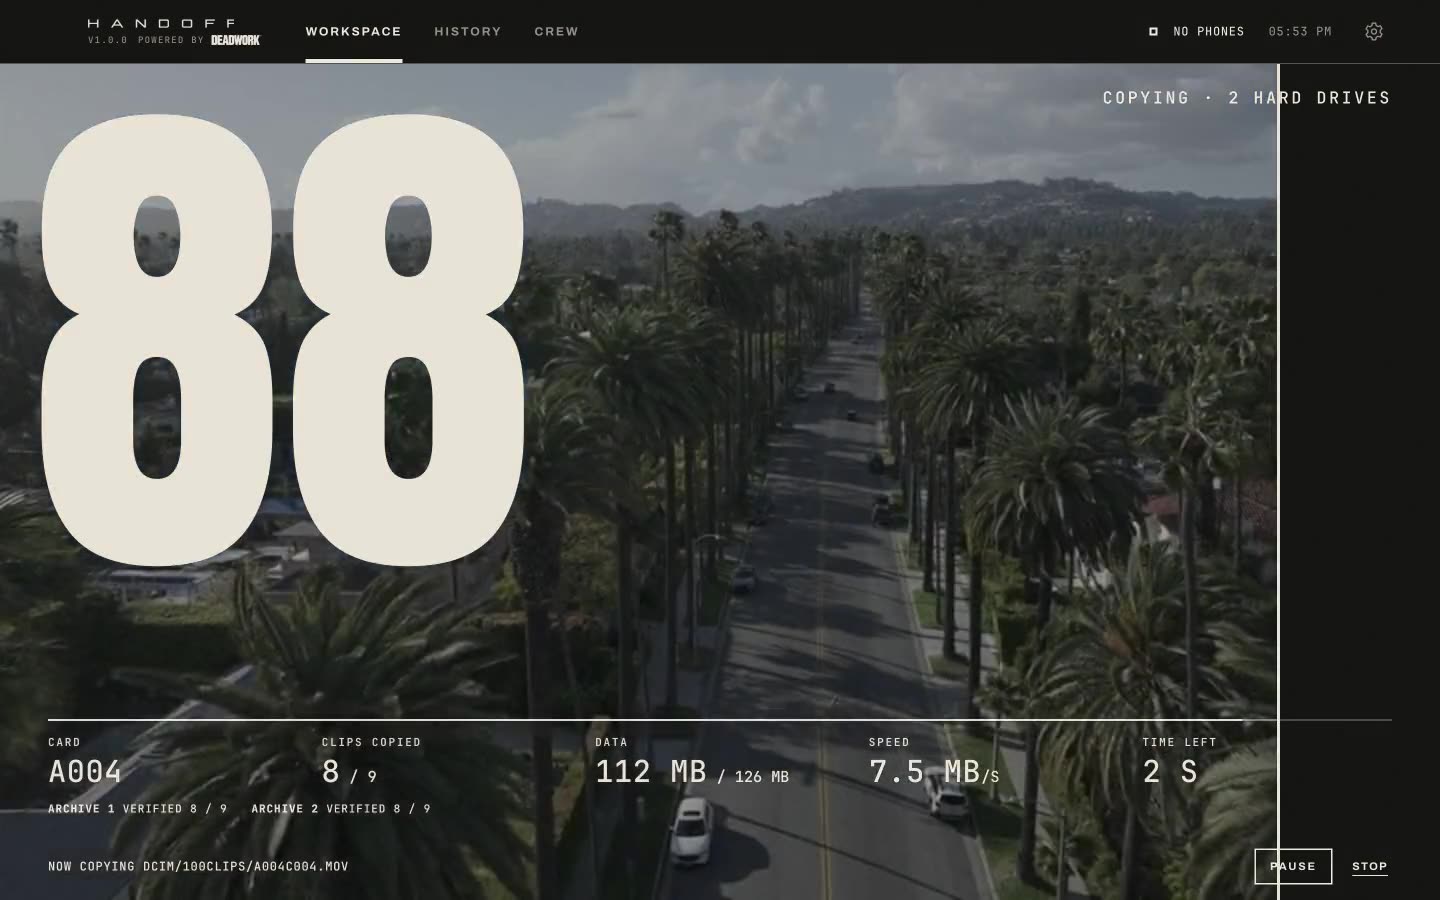 HANDOFF
V1.0.0 POWERED BY DEADWORK
WORKSPACE HISTORY CREW
NO PHONES 05:53 PM
COPYING · 2 HARD DRIVES
88
CARD CLIPS COPIED DATA SPEED TIME LEFT
A004 8 / 9 112 MB / 126 MB 7.5 MB/S 2 S
ARCHIVE 1 VERIFIED 8 / 9 ARCHIVE 2 VERIFIED 8 / 9
NOW COPYING DCIM/100CLIPS/A004C004.MOV
PAUSE STOP